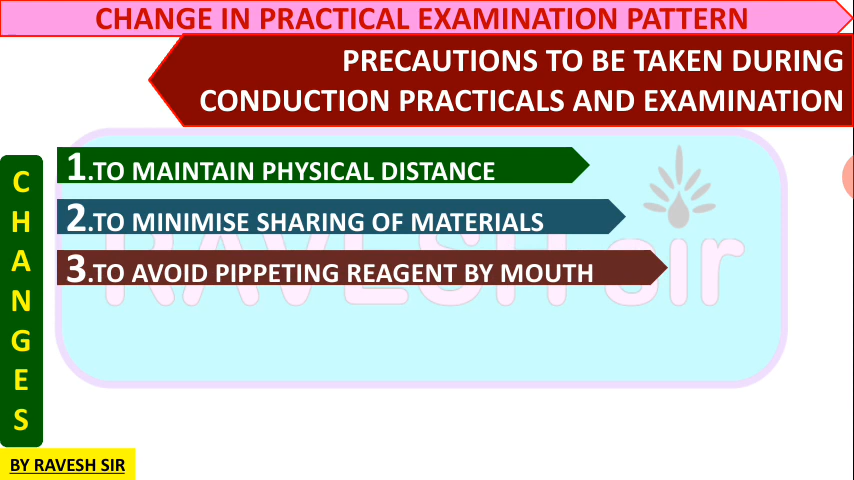 CHANGE IN PRACTICAL EXAMINATION PATTERN
PRECAUTIONS TO BE TAKEN DURING
CONDUCTION PRACTICALS AND EXAMINATION
CHANGES
1.TO MAINTAIN PHYSICAL DISTANCE
2.TO MINIMISE SHARING OF MATERIALS
3.TO AVOID PIPPETING REAGENT BY MOUTH
RAVESH sir
BY RAVESH SIR